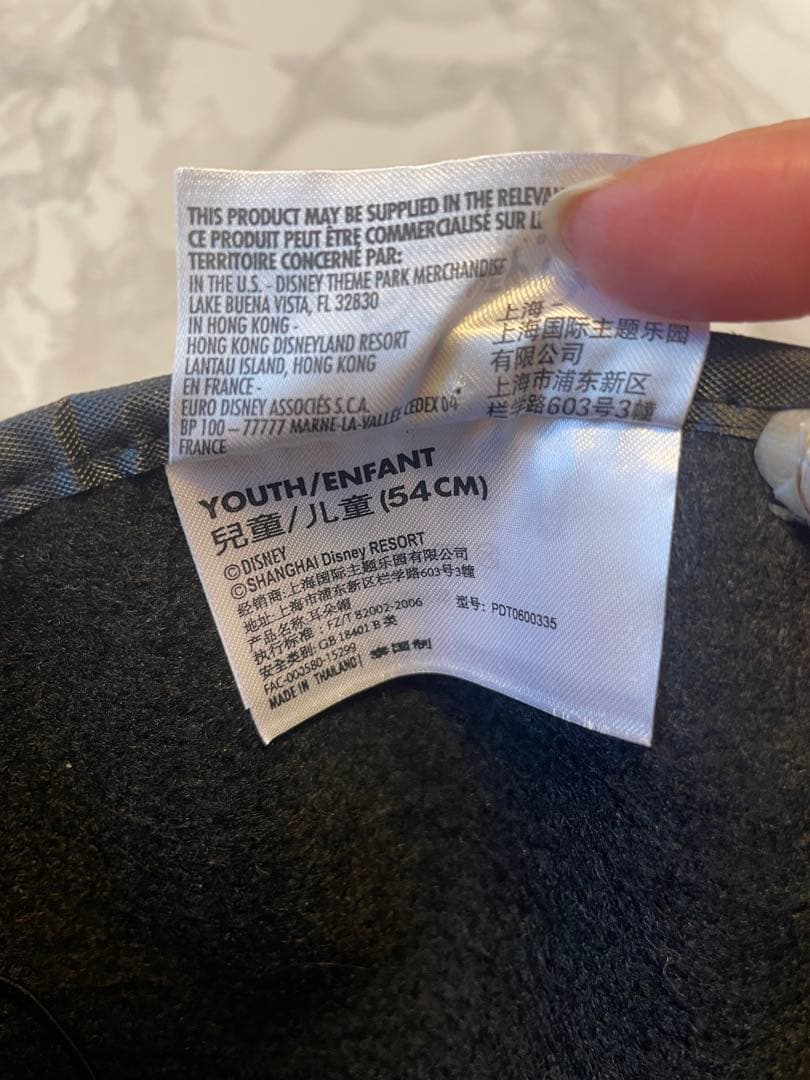 THIS PRODUCT MAY BE SUPPLIED IN THE
CE PRODUIT PEUT ÊTRE COMMERCIALISÉ SUR
TERRITOIRE CONCERNÉ PAR:
IN THE U.S. - DISNEY THEME PARK MERCHANDISE
LAKE BUENA VISTA, FL 32830
IN HONG KONG -
HONG KONG DISNEYLAND RESORT
LANTAU ISLAND, HONG KONG
EN FRANCE -
EURO DISNEY ASSOCIÉS S.C.A.
BP 100 – 77777 MARNE-LA-VALLÉE CEDEX 04
FRANCE
上海
上海国际主题乐园
有限公司
上海市浦东新区
栏学路603号3幢
YOUTH/ENFANT
兒童/儿童(54CM)
©DISNEY
©SHANGHAI Disney RESORT
经销商:上海国际主题乐园有限公司
地址:上海市浦东新区栏学路603号3幢
产品名称:耳朵帽
执行标准: FZ/T 82002-2006
型号: PDT0600335
安全类别: GB 18401 B 类
FAC-000580-15299
MADE IN THAILAND| 泰国制